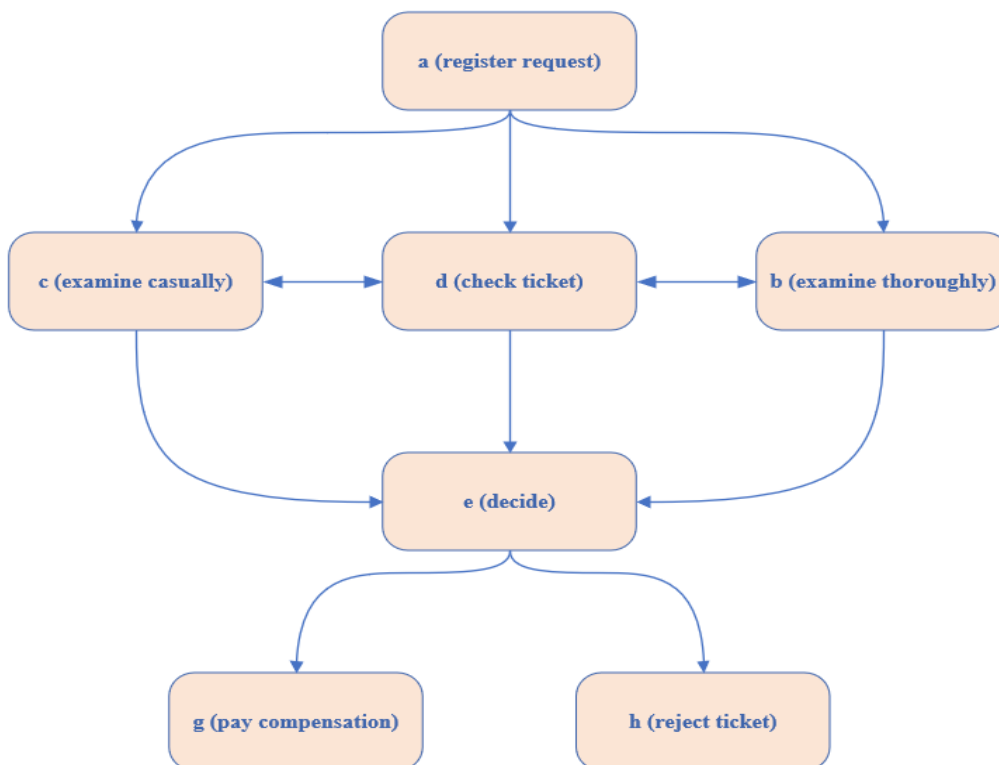 a (register request)
c (examine casually)
d (check ticket)
b (examine thoroughly)
e (decide)
g (pay compensation)
h (reject ticket)